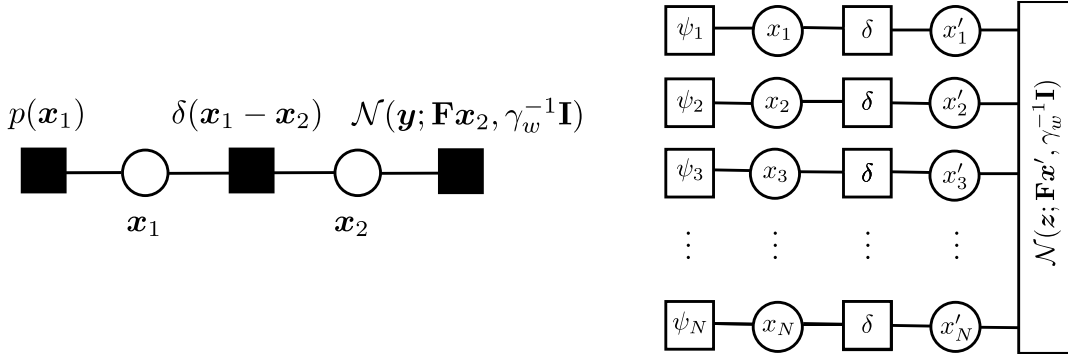 p(𝒙₁) δ(𝒙₁ − 𝒙₂) 𝒩(𝒚; 𝐅𝒙₂, γ_w⁻¹𝐈)
𝒙₁ 𝒙₂
ψ₁ x₁ δ x′₁
ψ₂ x₂ δ x′₂
ψ₃ x₃ δ x′₃
⋮ ⋮ ⋮ ⋮
ψ_N x_N δ x′_N
𝒩(𝒛; 𝐅𝒙′, γ_w⁻¹𝐈)